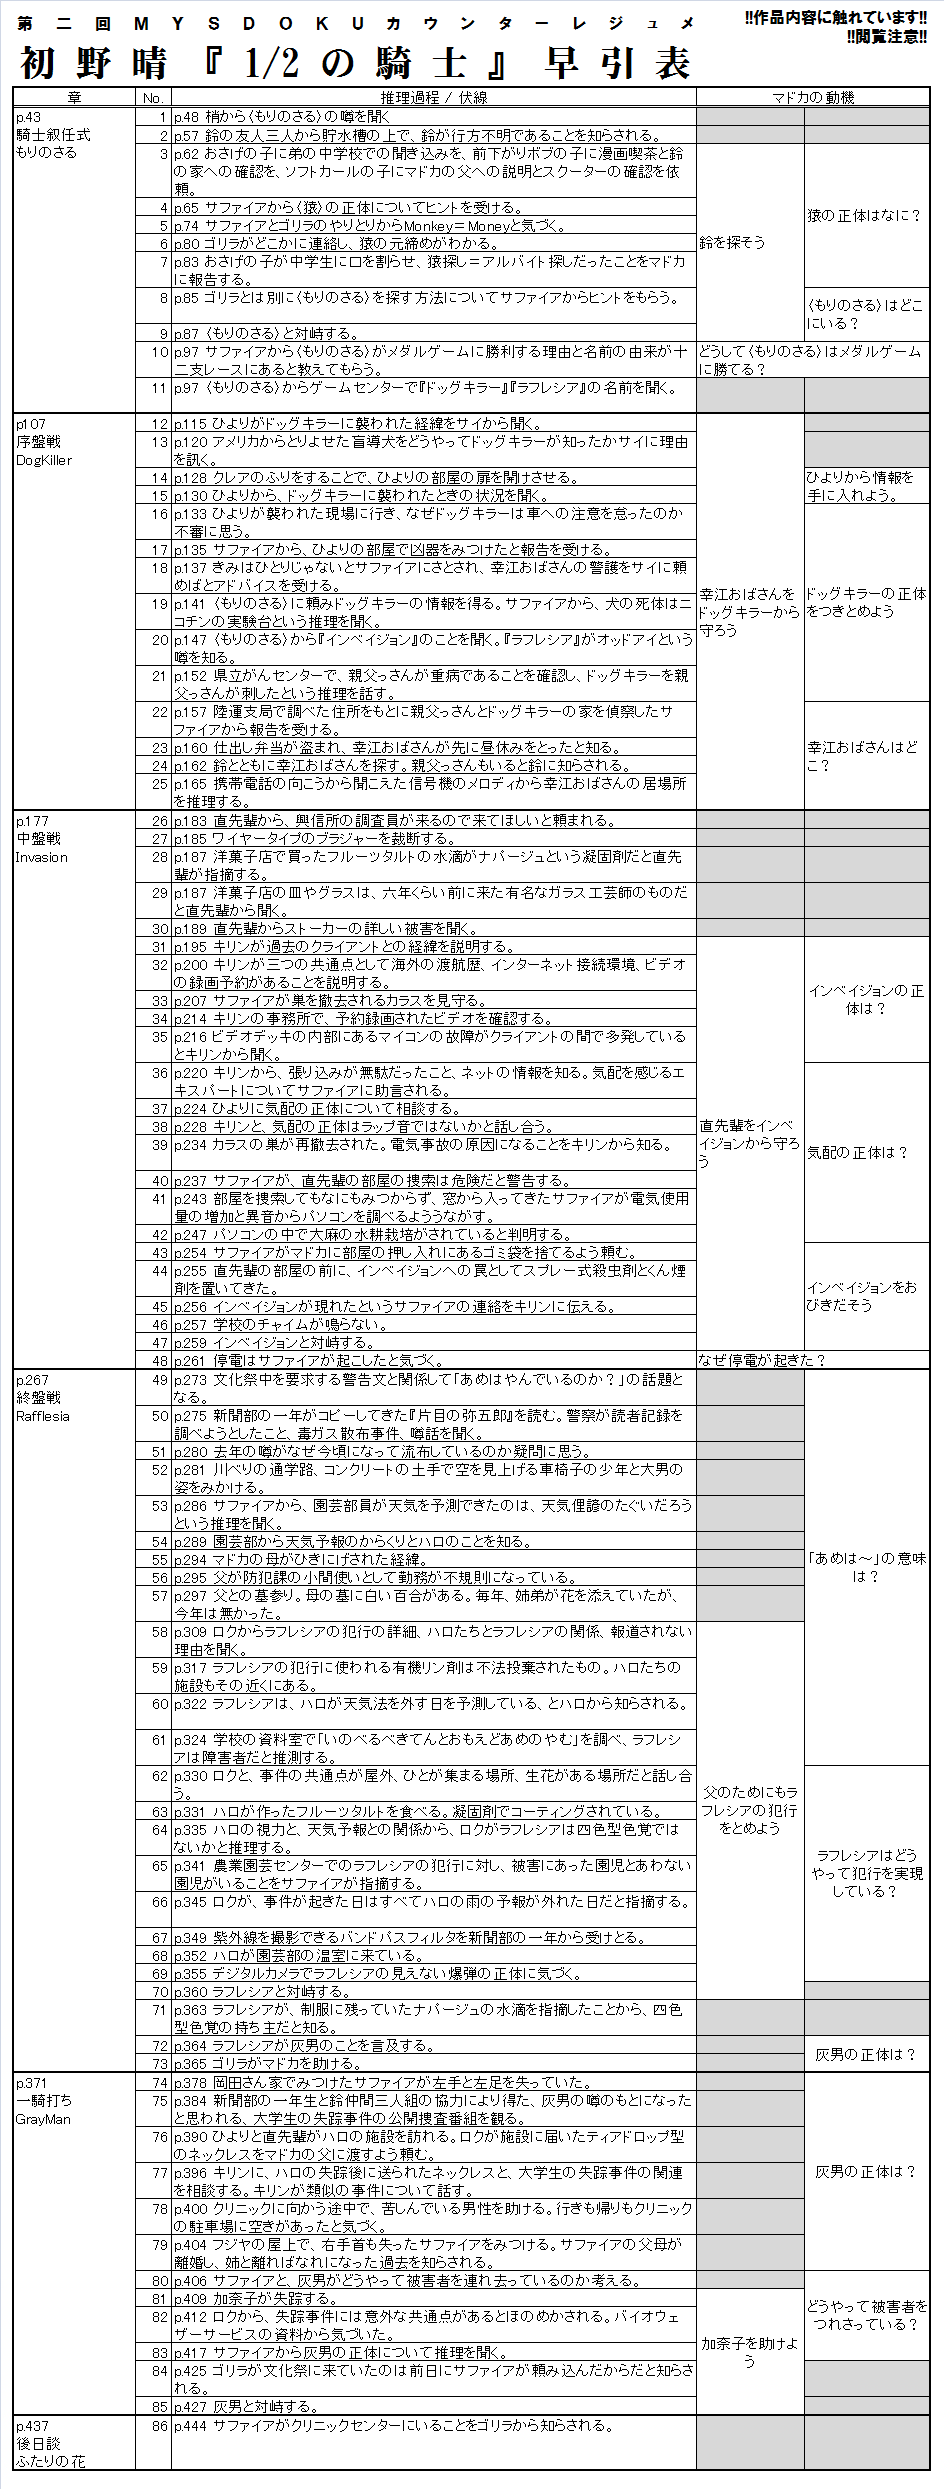 第二回MYSDOKUカウンターレジュメ
!!作品内容に触れています!!
!!閲覧注意!!
初野晴『1/2の騎士』早引表
章 No. 推理過程 / 伏線 マドカの動機
p.43
騎士叙任式
もりのさる
1 p.48 梢から〈もりのさる〉の噂を聞く
2 p.57 鈴の友人三人から貯水槽の上で、鈴が行方不明であることを知らされる。
3 p.62 おさげの子に弟の中学校での聞き込みを、前下がりボブの子に漫画喫茶と鈴
の家への確認を、ソフトカールの子にマドカの父への説明とスクーターの確認を依
頼。
4 p.65 サファイアから〈猿〉の正体についてヒントを受ける。
5 p.74 サファイアとゴリラのやりとりからMonkey＝Moneyと気づく。
6 p.80 ゴリラがどこかに連絡し、猿の元締めがわかる。
7 p.83 おさげの子が中学生に口を割らせ、猿探し＝アルバイト探しだったことをマドカ
に報告する。
8 p.85 ゴリラとは別に〈もりのさる〉を探す方法についてサファイアからヒントをもらう。
9 p.87 〈もりのさる〉と対峙する。
10 p.97 サファイアから〈もりのさる〉がメダルゲームに勝利する理由と名前の由来が十
二支レースにあると教えてもらう。
11 p.97 〈もりのさる〉からゲームセンターで『ドッグキラー』『ラフレシア』の名前を聞く。
鈴を探そう
猿の正体はなに？
〈もりのさる〉はどこ
にいる？
どうして〈もりのさる〉はメダルゲーム
に勝てる？
p107
序盤戦
DogKiller
12 p.115 ひよりがドッグキラーに襲われた経緯をサイから聞く。
13 p.120 アメリカからとりよせた盲導犬をどうやってドッグキラーが知ったかサイに理由
を訊く。
14 p.128 クレアのふりをすることで、ひよりの部屋の扉を開けさせる。
15 p.130 ひよりから、ドッグキラーに襲われたときの状況を聞く。
16 p.133 ひよりが襲われた現場に行き、なぜドッグキラーは車への注意を怠ったのか
不審に思う。
17 p.135 サファイアから、ひよりの部屋で凶器をみつけたと報告を受ける。
18 p.137 きみはひとりじゃないとサファイアにさとされ、幸江おばさんの警護をサイに頼
めばとアドバイスを受ける。
19 p.141 〈もりのさる〉に頼みドッグキラーの情報を得る。サファイアから、犬の死体はニ
コチンの実験台という推理を聞く。
20 p.147 〈もりのさる〉から『インベイジョン』のことを聞く。『ラフレシア』がオッドアイという
噂を知る。
21 p.152 県立がんセンターで、親父っさんが重病であることを確認し、ドッグキラーを親
父っさんが刺したという推理を話す。
22 p.157 陸運支局で調べた住所をもとに親父っさんとドッグキラーの家を偵察したサ
ファイアから報告を受ける。
23 p.160 仕出し弁当が盗まれ、幸江おばさんが先に昼休みをとったと知る。
24 p.162 鈴とともに幸江おばさんを探す。親父っさんもいると鈴に知らされる。
25 p.165 携帯電話の向こうから聞こえた信号機のメロディから幸江おばさんの居場所
を推理する。
幸江おばさんを
ドッグキラーから
守ろう
ひよりから情報を
手に入れよう。
ドッグキラーの正体
をつきとめよう
幸江おばさんはど
こ？
p.177
中盤戦
Invasion
26 p.183 直先輩から、興信所の調査員が来るので来てほしいと頼まれる。
27 p.185 ワイヤータイプのブラジャーを裁断する。
28 p.187 洋菓子店で買ったフルーツタルトの水滴がナパージュという凝固剤だと直先
輩が指摘する。
29 p.187 洋菓子店の皿やグラスは、六年くらい前に来た有名なガラス工芸師のものだ
と直先輩から聞く。
30 p.189 直先輩からストーカーの詳しい被害を聞く。
31 p.195 キリンが過去のクライアントとの経緯を説明する。
32 p.200 キリンが三つの共通点として海外の渡航歴、インターネット接続環境、ビデオ
の録画予約があることを説明する。
33 p.207 サファイアが巣を撤去されるカラスを見守る。
34 p.214 キリンの事務所で、予約録画されたビデオを確認する。
35 p.216 ビデオデッキの内部にあるマイコンの故障がクライアントの間で多発している
とキリンから聞く。
36 p.220 キリンから、張り込みが無駄だったこと、ネットの情報を知る。気配を感じるエ
キスパートについてサファイアに助言される。
37 p.224 ひよりに気配の正体について相談する。
38 p.228 キリンと、気配の正体はラップ音ではないかと話し合う。
39 p.234 カラスの巣が再撤去された。電気事故の原因になることをキリンから知る。
40 p.237 サファイアが、直先輩の部屋の捜索は危険だと警告する。
41 p.243 部屋を捜索してもなにもみつからず、窓から入ってきたサファイアが電気使用
量の増加と異音からパソコンを調べるよううながす。
42 p.247 パソコンの中で大麻の水耕栽培がされていると判明する。
43 p.254 サファイアがマドカに部屋の押し入れにあるゴミ袋を捨てるよう頼む。
44 p.255 直先輩の部屋の前に、インベイジョンへの罠としてスプレー式殺虫剤とくん煙
剤を置いてきた。
45 p.256 インベイジョンが現れたというサファイアの連絡をキリンに伝える。
46 p.257 学校のチャイムが鳴らない。
47 p.259 インベイジョンと対峙する。
48 p.261 停電はサファイアが起こしたと気づく。
直先輩をインベ
イジョンから守ろ
う
インベイジョンの正
体は？
気配の正体は？
インベイジョンをお
びきだそう
なぜ停電が起きた？
p.267
終盤戦
Rafflesia
49 p.273 文化祭中を要求する警告文と関係して「あめはやんでいるのか？」の話題と
なる。
50 p.275 新聞部の一年がコピーしてきた『片目の弥五郎』を読む。警察が読者記録を
調べようとしたこと、毒ガス散布事件、噂話を聞く。
51 p.280 去年の噂がなぜ今頃になって流布しているのか疑問に思う。
52 p.281 川べりの通学路、コンクリートの土手で空を見上げる車椅子の少年と大男の
姿をみかける。
53 p.286 サファイアから、園芸部員が天気を予測できたのは、天気俚諺のたぐいだろう
という推理を聞く。
54 p.289 園芸部から天気予報のからくりとハロのことを知る。
55 p.294 マドカの母がひきにげされた経緯。
56 p.295 父が防犯課の小間使いとして勤務が不規則になっている。
57 p.297 父との墓参り。母の墓に白い百合がある。毎年、姉弟が花を添えていたが、
今年は無かった。
58 p.309 ロクからラフレシアの犯行の詳細、ハロたちとラフレシアの関係、報道されない
理由を聞く。
59 p.317 ラフレシアの犯行に使われる有機リン剤は不法投棄されたもの。ハロたちの
施設もその近くにある。
60 p.322 ラフレシアは、ハロが天気法を外す日を予測している、とハロから知らされる。
61 p.324 学校の資料室で「いのべるべきてんとおもえどあめのやむ」を調べ、ラフレシ
アは障害者だと推測する。
62 p.330 ロクと、事件の共通点が屋外、ひとが集まる場所、生花がある場所だと話し合
う。
63 p.331 ハロが作ったフルーツタルトを食べる。凝固剤でコーティングされている。
64 p.335 ハロの視力と、天気予報との関係から、ロクがラフレシアは四色型色覚では
ないかと推理する。
65 p.341 農業園芸センターでのラフレシアの犯行に対し、被害にあった園児とあわない
園児がいることをサファイアが指摘する。
66 p.345 ロクが、事件が起きた日はすべてハロの雨の予報が外れた日だと指摘する。
67 p.349 紫外線を撮影できるバンドパスフィルタを新聞部の一年から受けとる。
68 p.352 ハロが園芸部の温室に来ている。
69 p.355 デジタルカメラでラフレシアの見えない爆弾の正体に気づく。
70 p.360 ラフレシアと対峙する。
71 p.363 ラフレシアが、制服に残っていたナパージュの水滴を指摘したことから、四色
型色覚の持ち主だと知る。
72 p.364 ラフレシアが灰男のことを言及する。
73 p.365 ゴリラがマドカを助ける。
父のためにもラ
フレシアの犯行
をとめよう
「あめは～」の意味
は？
ラフレシアはどう
やって犯行を実現
している？
灰男の正体は？
p.371
一騎打ち
GrayMan
74 p.378 岡田さん家でみつけたサファイアが左手と左足を失っていた。
75 p.384 新聞部の一年生と鈴仲間三人組の協力により得た、灰男の噂のもとになった
と思われる、大学生の失踪事件の公開捜査番組を観る。
76 p.390 ひよりと直先輩がハロの施設を訪れる。ロクが施設に届いたティアドロップ型
のネックレスをマドカの父に渡すよう頼む。
77 p.396 キリンに、ハロの失踪後に送られたネックレスと、大学生の失踪事件の関連
を相談する。キリンが類似の事件について話す。
78 p.400 クリニックに向かう途中で、苦しんでいる男性を助ける。行きも帰りもクリニック
の駐車場に空きがあったと気づく。
79 p.404 フジヤの屋上で、右手首も失ったサファイアをみつける。サファイアの父母が
離婚し、姉と離ればなれになった過去を知らされる。
80 p.406 サファイアと、灰男がどうやって被害者を連れ去っているのか考える。
81 p.409 加奈子が失踪する。
82 p.412 ロクから、失踪事件には意外な共通点があるとほのめかされる。バイオウェ
ザーサービスの資料から気づいた。
83 p.417 サファイアから灰男の正体について推理を聞く。
84 p.425 ゴリラが文化祭に来ていたのは前日にサファイアが頼み込んだからだと知らさ
れる。
85 p.427 灰男と対峙する。
加奈子を助けよ
う
灰男の正体は？
どうやって被害者を
つれさっている？
p.437
後日談
ふたりの花
86 p.444 サファイアがクリニックセンターにいることをゴリラから知らされる。